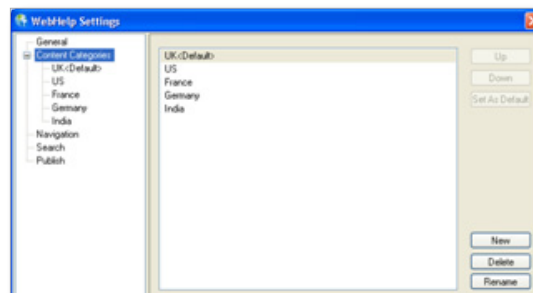 WebHelp Settings
General
Content Categories
UK<Default>
US
France
Germany
India
Navigation
Search
Publish
UK<Default>
US
France
Germany
India
Up
Down
Set As Default
New
Delete
Rename